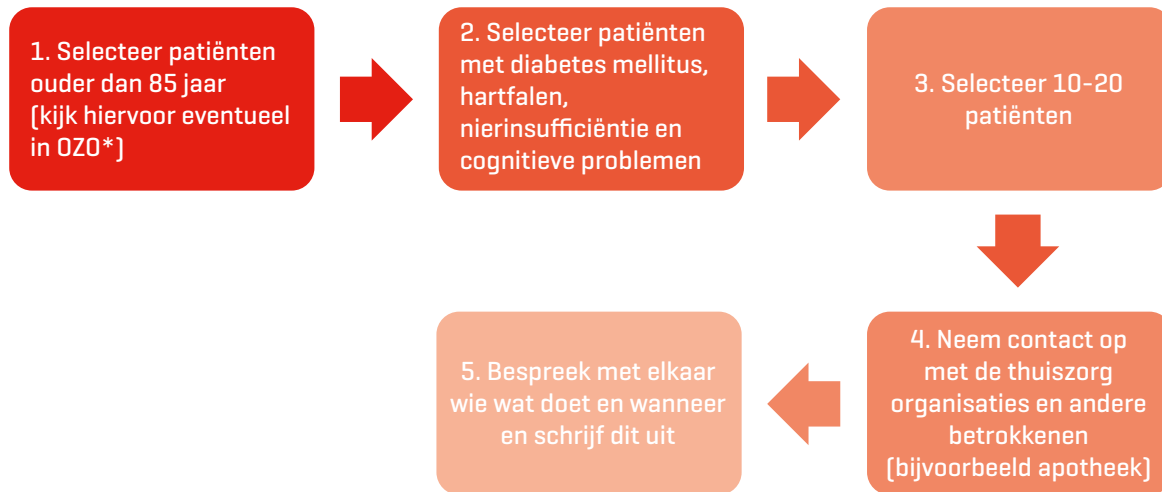 1. Selecteer patiënten
ouder dan 85 jaar
(kijk hiervoor eventueel
in OZO*)
2. Selecteer patiënten
met diabetes mellitus,
hartfalen,
nierinsufficiëntie en
cognitieve problemen
3. Selecteer 10-20
patiënten
4. Neem contact op
met de thuiszorg
organisaties en andere
betrokkenen
(bijvoorbeeld apotheek)
5. Bespreek met elkaar
wie wat doet en wanneer
en schrijf dit uit